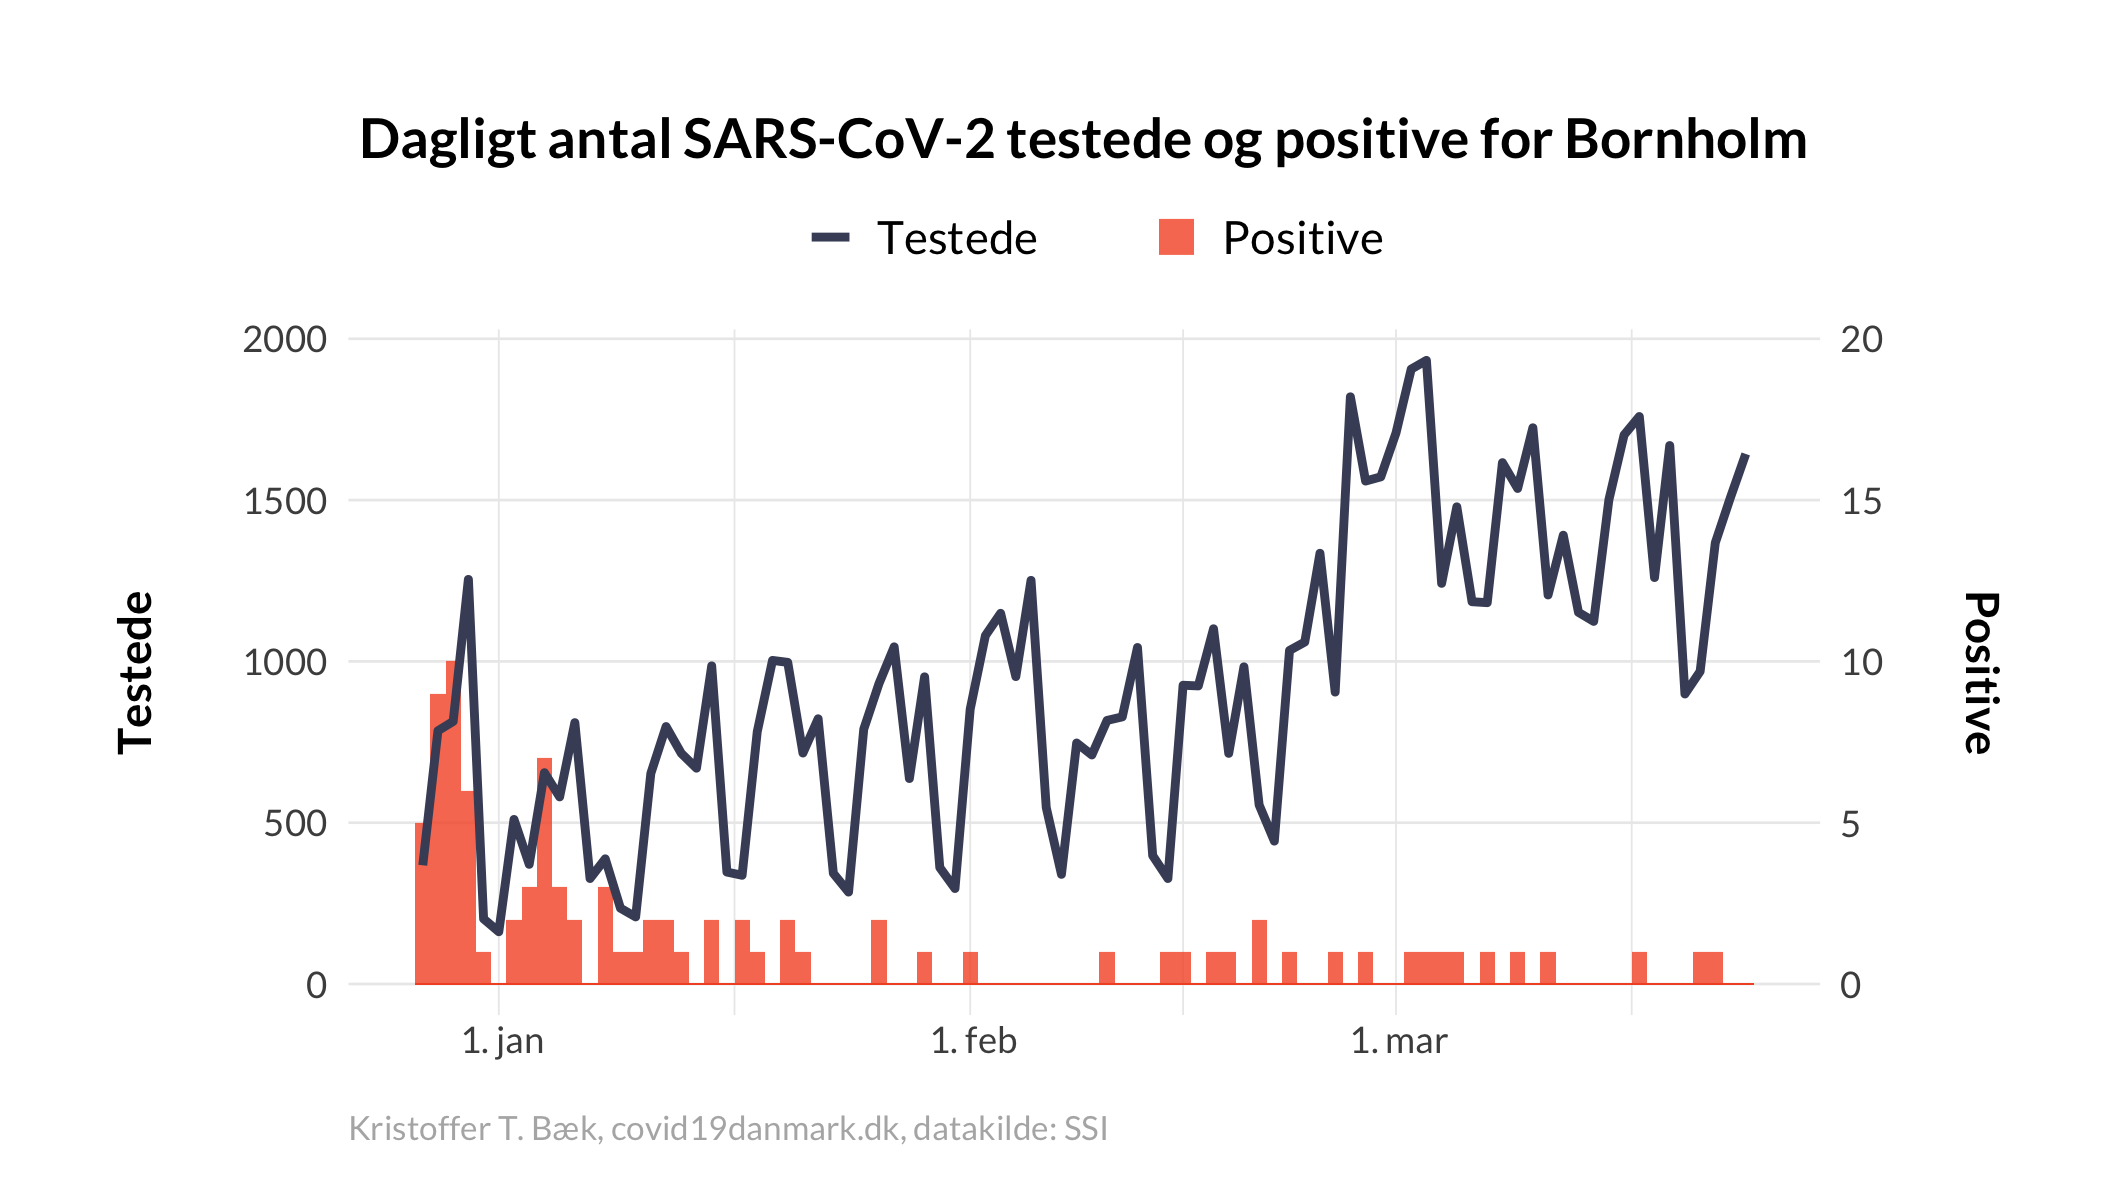 Dagligt antal SARS-CoV-2 testede og positive for Bornholm
Testede Positive
2000 20
1500 15
1000 10
500 5
0 0
Testede
Positive
1. jan 1. feb 1. mar
Kristoffer T. Bæk, covid19danmark.dk, datakilde: SSI